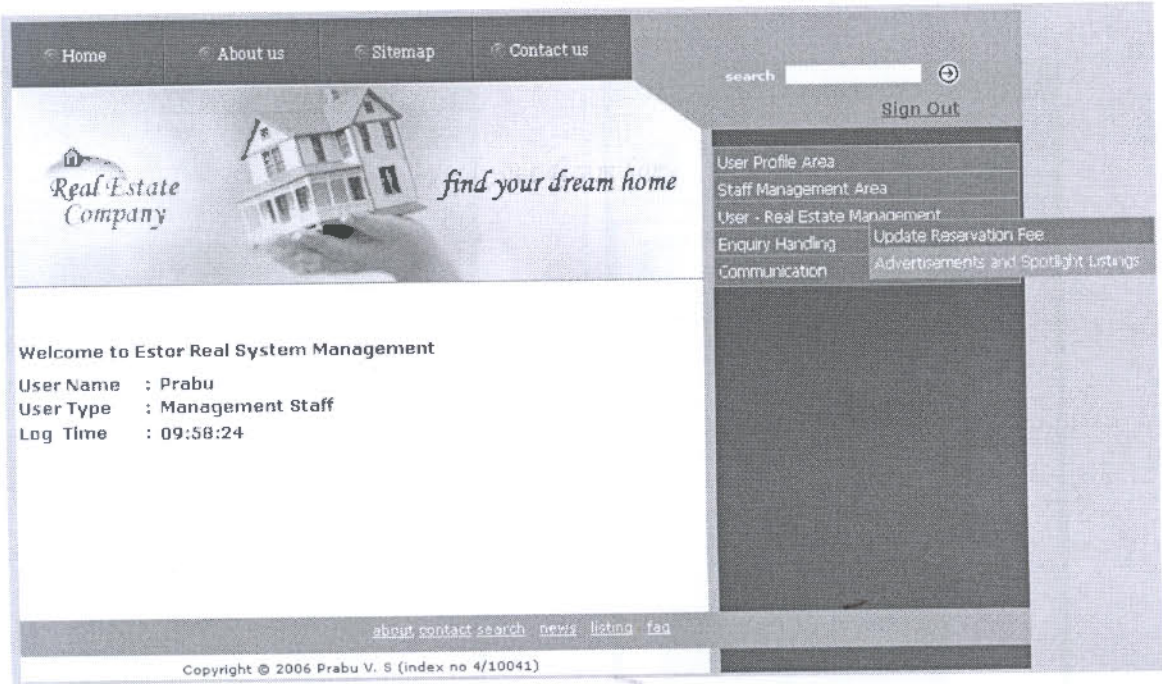 Home About us Sitemap Contact us
search
Sign Out
Real Estate
Company
find your dream home
User Profile Area
Staff Management Area
User - Real Estate Management
Enquiry Handling
Communication
Update Reservation Fee
Advertisements and Spotlight Listings
Welcome to Estor Real System Management
User Name : Prabu
User Type : Management Staff
Log Time : 09:58:24
about contact search news listing faq
Copyright © 2006 Prabu V. S (index no 4/10041)